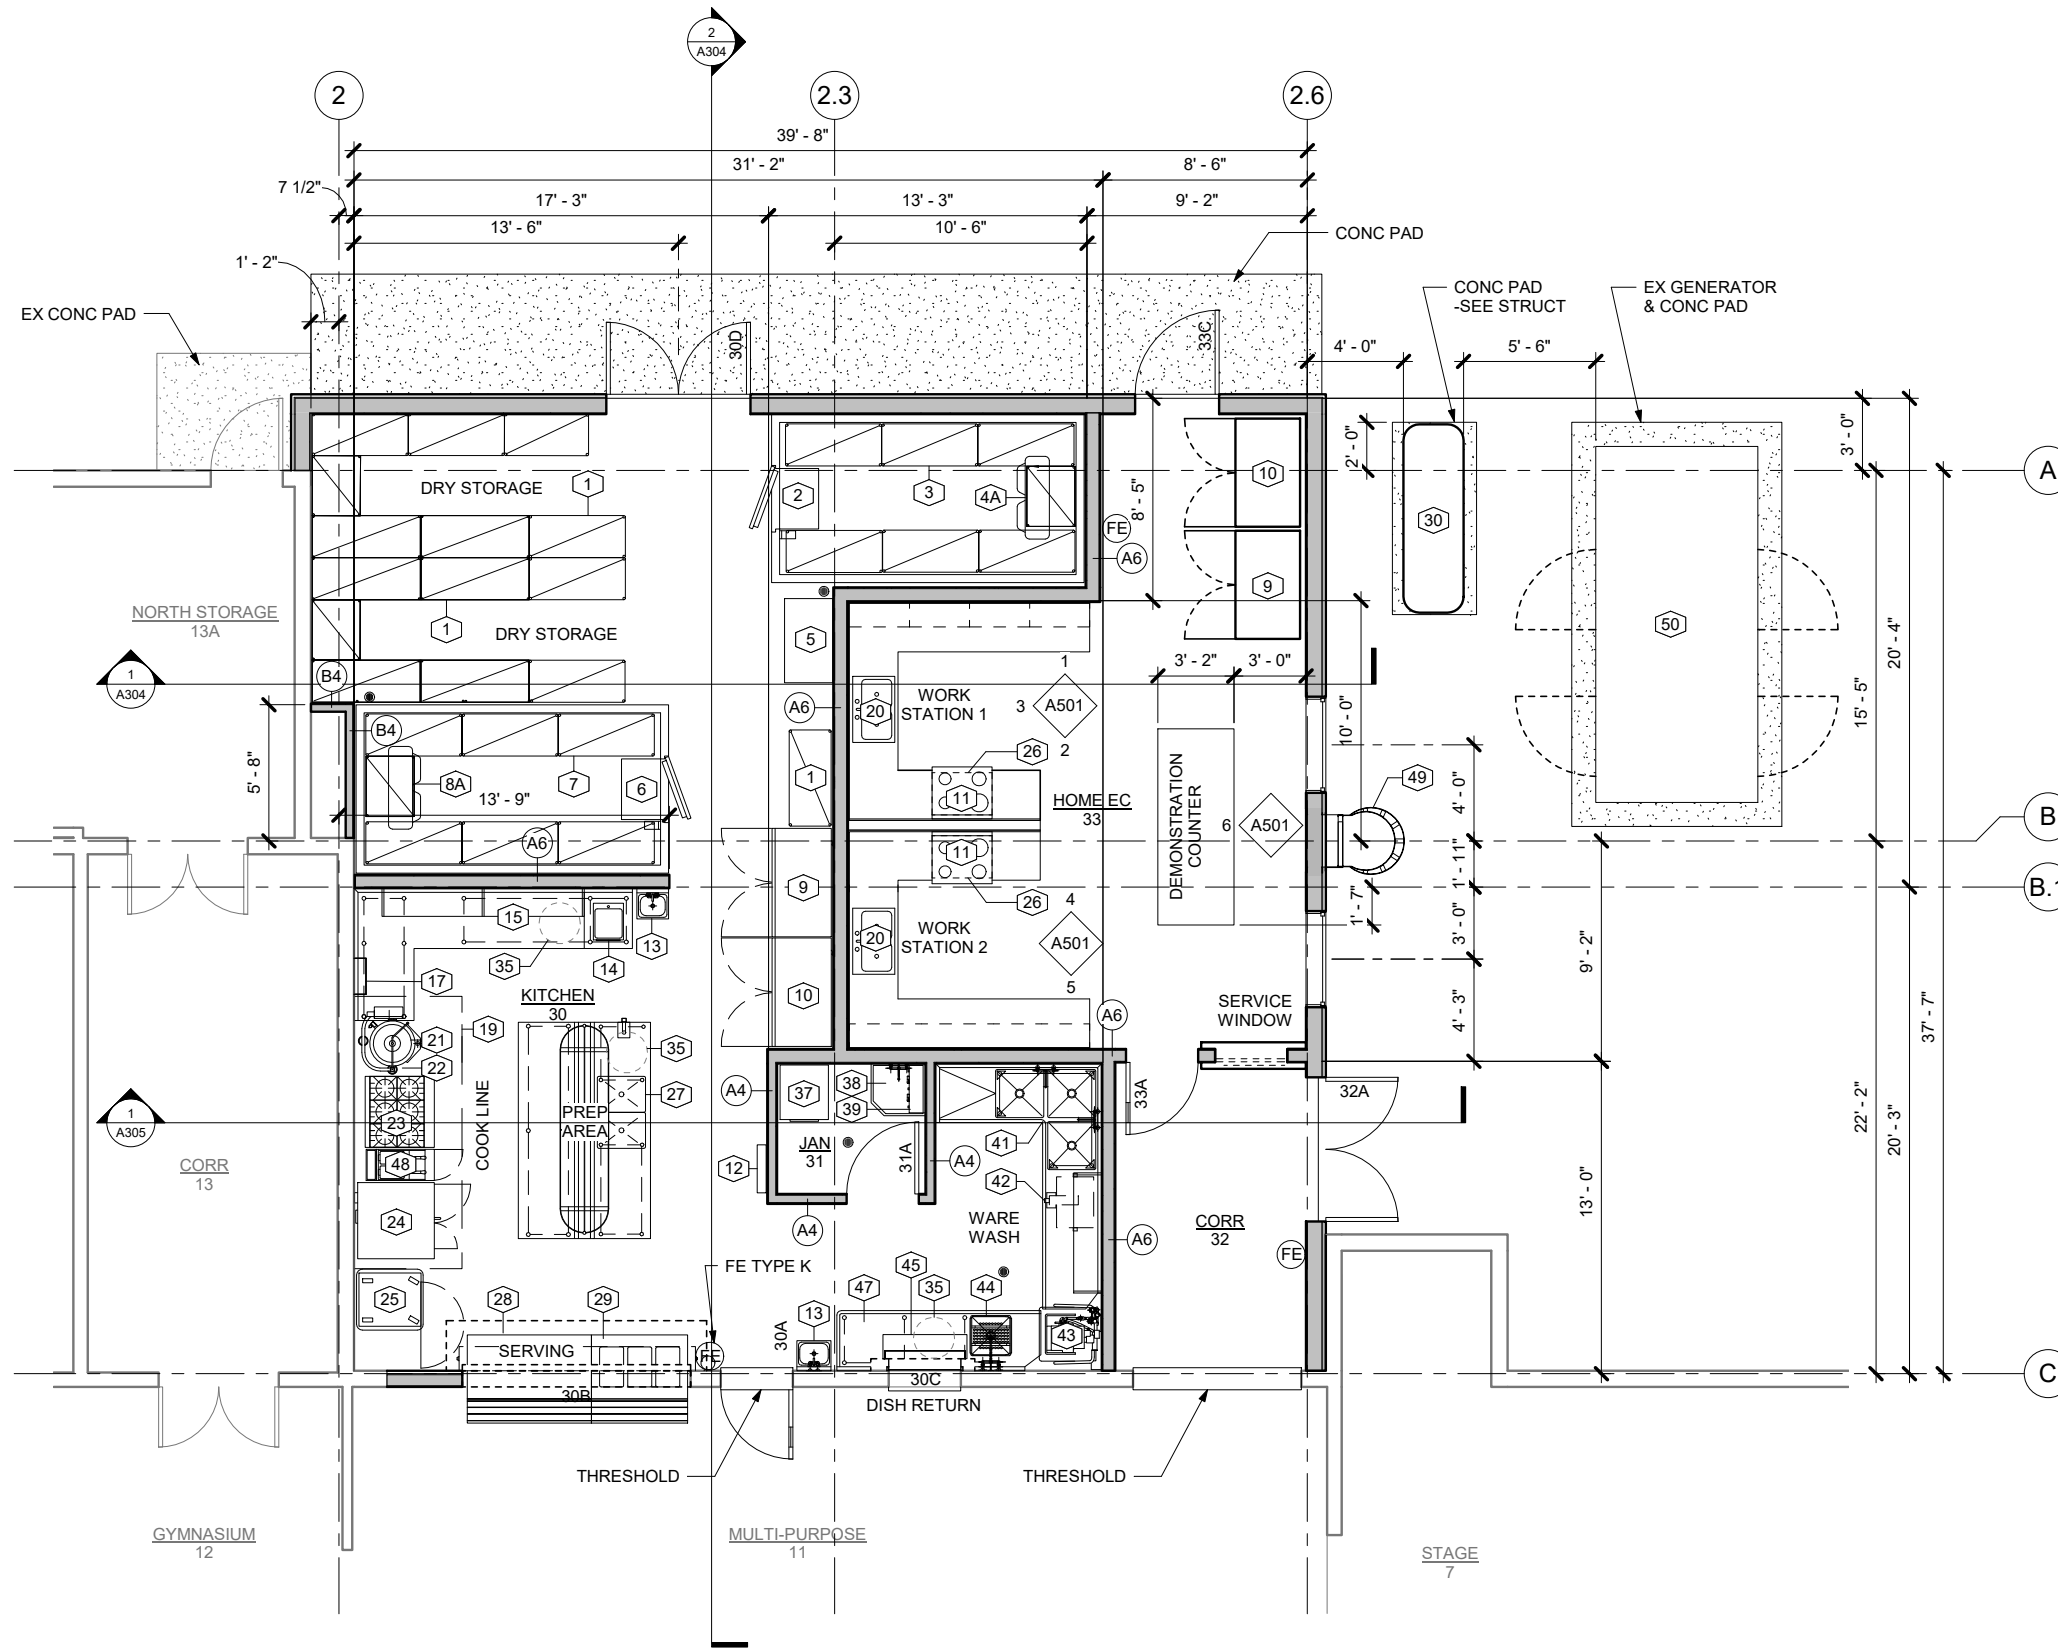 2
A304
2
2.3
2.6
39' - 8"
31' - 2"
8' - 6"
7 1/2"
17' - 3"
13' - 3"
9' - 2"
13' - 6"
10' - 6"
CONC PAD
1' - 2"
EX CONC PAD
CONC PAD
-SEE STRUCT
EX GENERATOR
& CONC PAD
30D
33C
4' - 0"
5' - 6"
2' - 0"
3' - 0"
A
DRY STORAGE
1
2
3
4A
10
8' - 5"
FE
A6
30
9
50
NORTH STORAGE
13A
1
DRY STORAGE
5
20' - 4"
15' - 5"
1
A304
B4
B4
3' - 2"
3' - 0"
1
3
A501
2
WORK
STATION 1
20
A6
10' - 0"
5' - 8"
8A
7
6
13' - 9"
1
26
11
HOME EC
33
DEMONSTRATION
COUNTER
6
A501
49
4' - 0"
B
A6
11
1' - 11"
9
26
4
1' - 7"
B.1
15
13
20
WORK
STATION 2
A501
5
3' - 0"
9' - 2"
35
14
17
10
KITCHEN
30
SERVICE
WINDOW
A6
4' - 3"
37' - 7"
19
21
22
35
A4
37
38
39
33A
32A
1
A305
23
COOK LINE
PREP
AREA
27
JAN
31
31A
41
A4
22' - 2"
20' - 3"
CORR
13
48
12
42
13' - 0"
24
A4
WARE
WASH
A6
CORR
32
FE
FE TYPE K
25
28
29
30A
13
47
45
35
44
43
SERVING
30B
30C
DISH RETURN
C
THRESHOLD
THRESHOLD
GYMNASIUM
12
MULTI-PURPOSE
11
STAGE
7